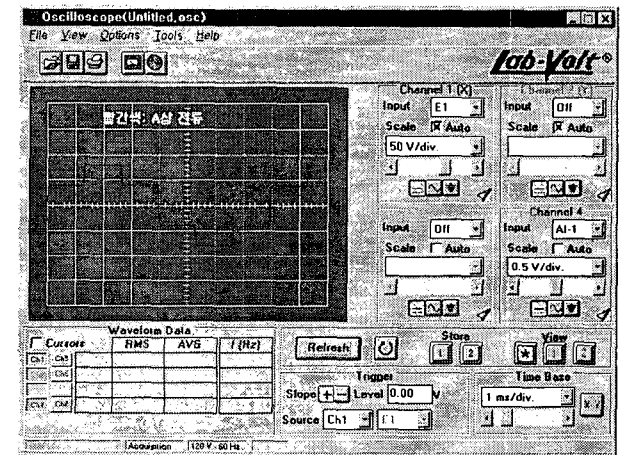 Oscilloscope(Untitled.osc)
File View Options Tools Help
Lab-Volt®
빨간색: A상 전류
Channel 1 (X)
Input E1
Scale Auto
50 V/div.
Input Off
Scale Auto
Input Off
Scale Auto
Channel 4
Input AI-1
Scale Auto
0.5 V/div.
Waveform Data
Cursors RMS AVG f (Hz)
Ch1
Refresh
Store
1 2
View
Trigger
Slope + - Level 0.00 V
Source Ch1 E1
Time Base
1 ms/div.
Acquisition 120 V - 60 Hz